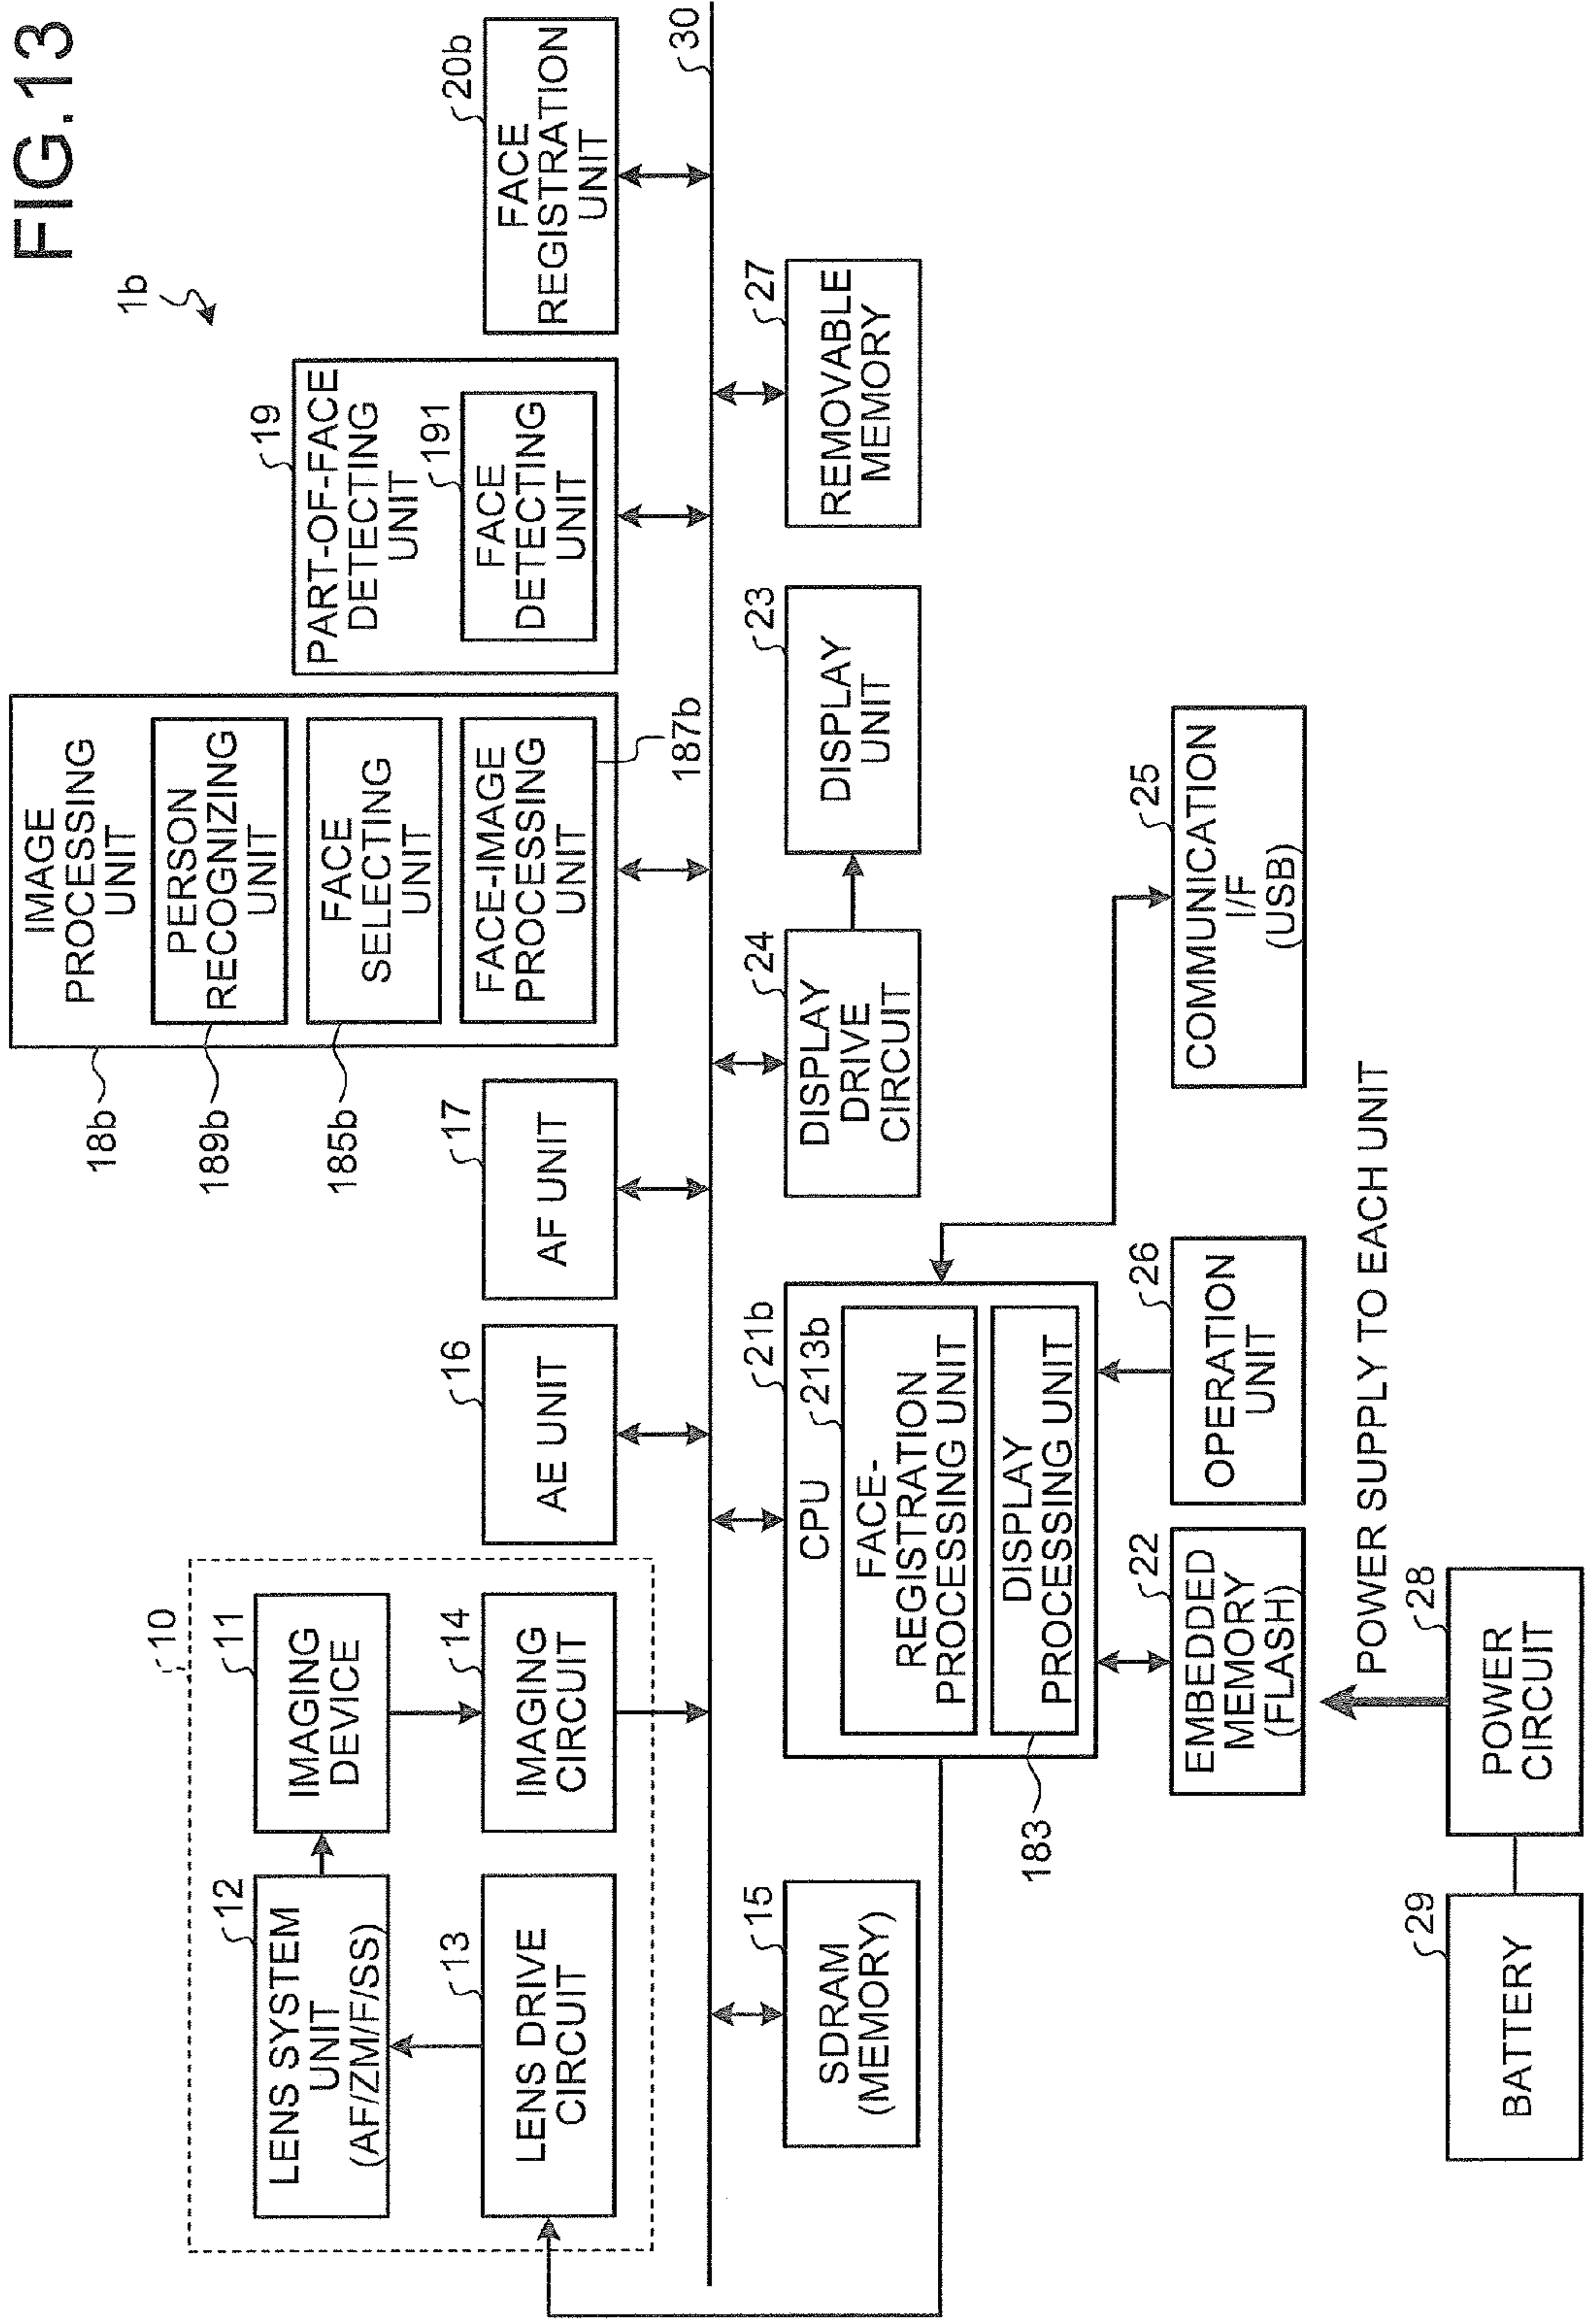 FIG.13
1b
10
12
LENS SYSTEM
UNIT
(AF/ZM/F/SS)
11
IMAGING
DEVICE
13
LENS DRIVE
CIRCUIT
14
IMAGING
CIRCUIT
16
AE UNIT
17
AF UNIT
18b
IMAGE
PROCESSING
UNIT
189b
PERSON
RECOGNIZING
UNIT
185b
FACE
SELECTING
UNIT
FACE-IMAGE
PROCESSING
UNIT
187b
19
PART-OF-FACE
DETECTING
UNIT
191
FACE
DETECTING
UNIT
20b
FACE
REGISTRATION
UNIT
30
15
SDRAM
(MEMORY)
21b
CPU
213b
FACE-
REGISTRATION
PROCESSING UNIT
DISPLAY
PROCESSING UNIT
183
24
DISPLAY
DRIVE
CIRCUIT
23
DISPLAY
UNIT
27
REMOVABLE
MEMORY
22
EMBEDDED
MEMORY
(FLASH)
26
OPERATION
UNIT
25
COMMUNICATION
I/F
(USB)
POWER SUPPLY TO EACH UNIT
29
BATTERY
28
POWER
CIRCUIT